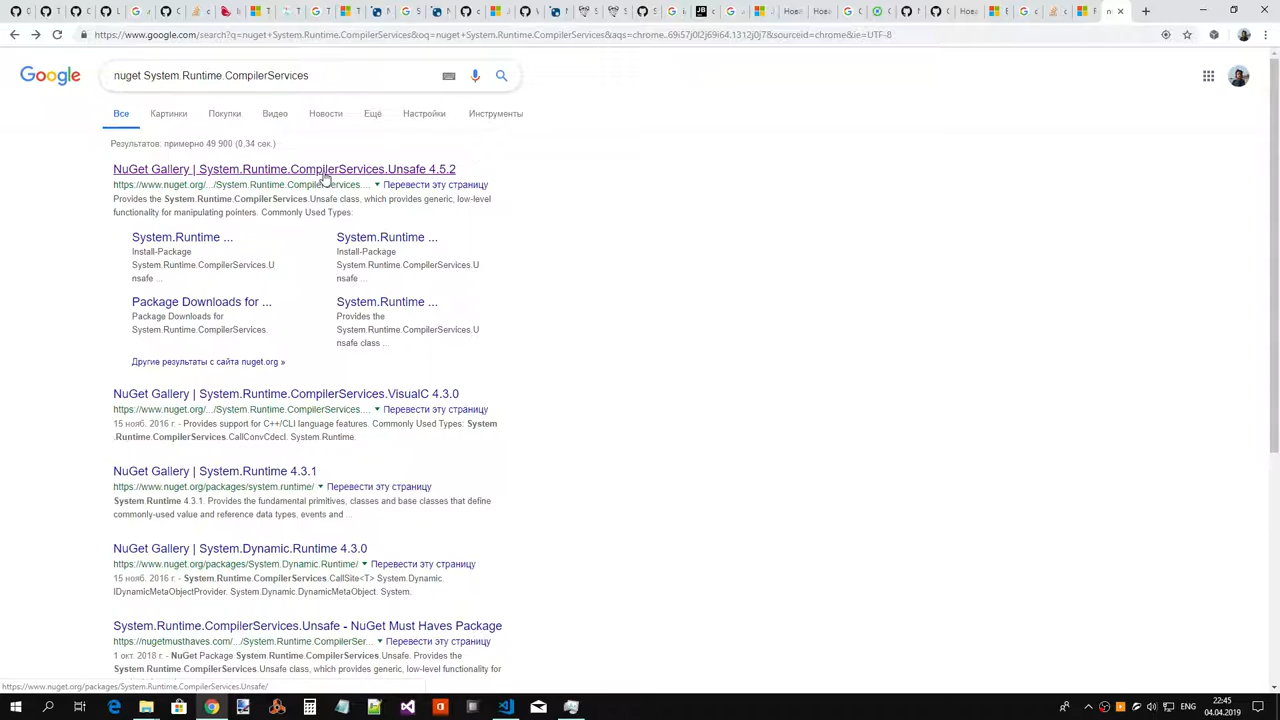 https://www.google.com/search?q=nuget+System.Runtime.CompilerServices&oq=nuget+System.Runtime.CompilerServices&aqs=chrome..69i57j0l2j69i64.1312j0j7&sourceid=chrome&ie=UTF-8
Google
nuget System.Runtime.CompilerServices
Все Картинки Покупки Видео Новости Ещё Настройки Инструменты
Результатов: примерно 49 900 (0,34 сек.)
NuGet Gallery | System.Runtime.CompilerServices.Unsafe 4.5.2
https://www.nuget.org/.../System.Runtime.CompilerServices.... Перевести эту страницу
Provides the System.Runtime.CompilerServices.Unsafe class, which provides generic, low-level
functionality for manipulating pointers. Commonly Used Types:
System.Runtime ... System.Runtime ...
Install-Package Install-Package
System.Runtime.CompilerServices.U System.Runtime.CompilerServices.U
nsafe ... nsafe ...
Package Downloads for ... System.Runtime ...
Package Downloads for Provides the
System.Runtime.CompilerServices. System.Runtime.CompilerServices.U
nsafe class ...
Другие результаты с сайта nuget.org »
NuGet Gallery | System.Runtime.CompilerServices.VisualC 4.3.0
https://www.nuget.org/.../System.Runtime.CompilerServices.... Перевести эту страницу
15 нояб. 2016 г. - Provides support for C++/CLI language features. Commonly Used Types: System
.Runtime.CompilerServices.CallConvCdecl. System.Runtime.
NuGet Gallery | System.Runtime 4.3.1
https://www.nuget.org/packages/system.runtime/ Перевести эту страницу
System.Runtime 4.3.1. Provides the fundamental primitives, classes and base classes that define
commonly-used value and reference data types, events and ...
NuGet Gallery | System.Dynamic.Runtime 4.3.0
https://www.nuget.org/packages/System.Dynamic.Runtime/ Перевести эту страницу
15 нояб. 2016 г. - System.Runtime.CompilerServices.CallSite<T> System.Dynamic.
IDynamicMetaObjectProvider. System.Dynamic.DynamicMetaObject. System.
System.Runtime.CompilerServices.Unsafe - NuGet Must Haves Package
https://nugetmusthaves.com/.../System.Runtime.CompilerSer... Перевести эту страницу
1 окт. 2018 г. - NuGet Package System.Runtime.CompilerServices.Unsafe. Provides the
System.Runtime.CompilerServices.Unsafe class, which provides generic, low-level functionality for
https://www.nuget.org/packages/System.Runtime.CompilerServices.Unsafe/
ENG
22:45
04.04.2019